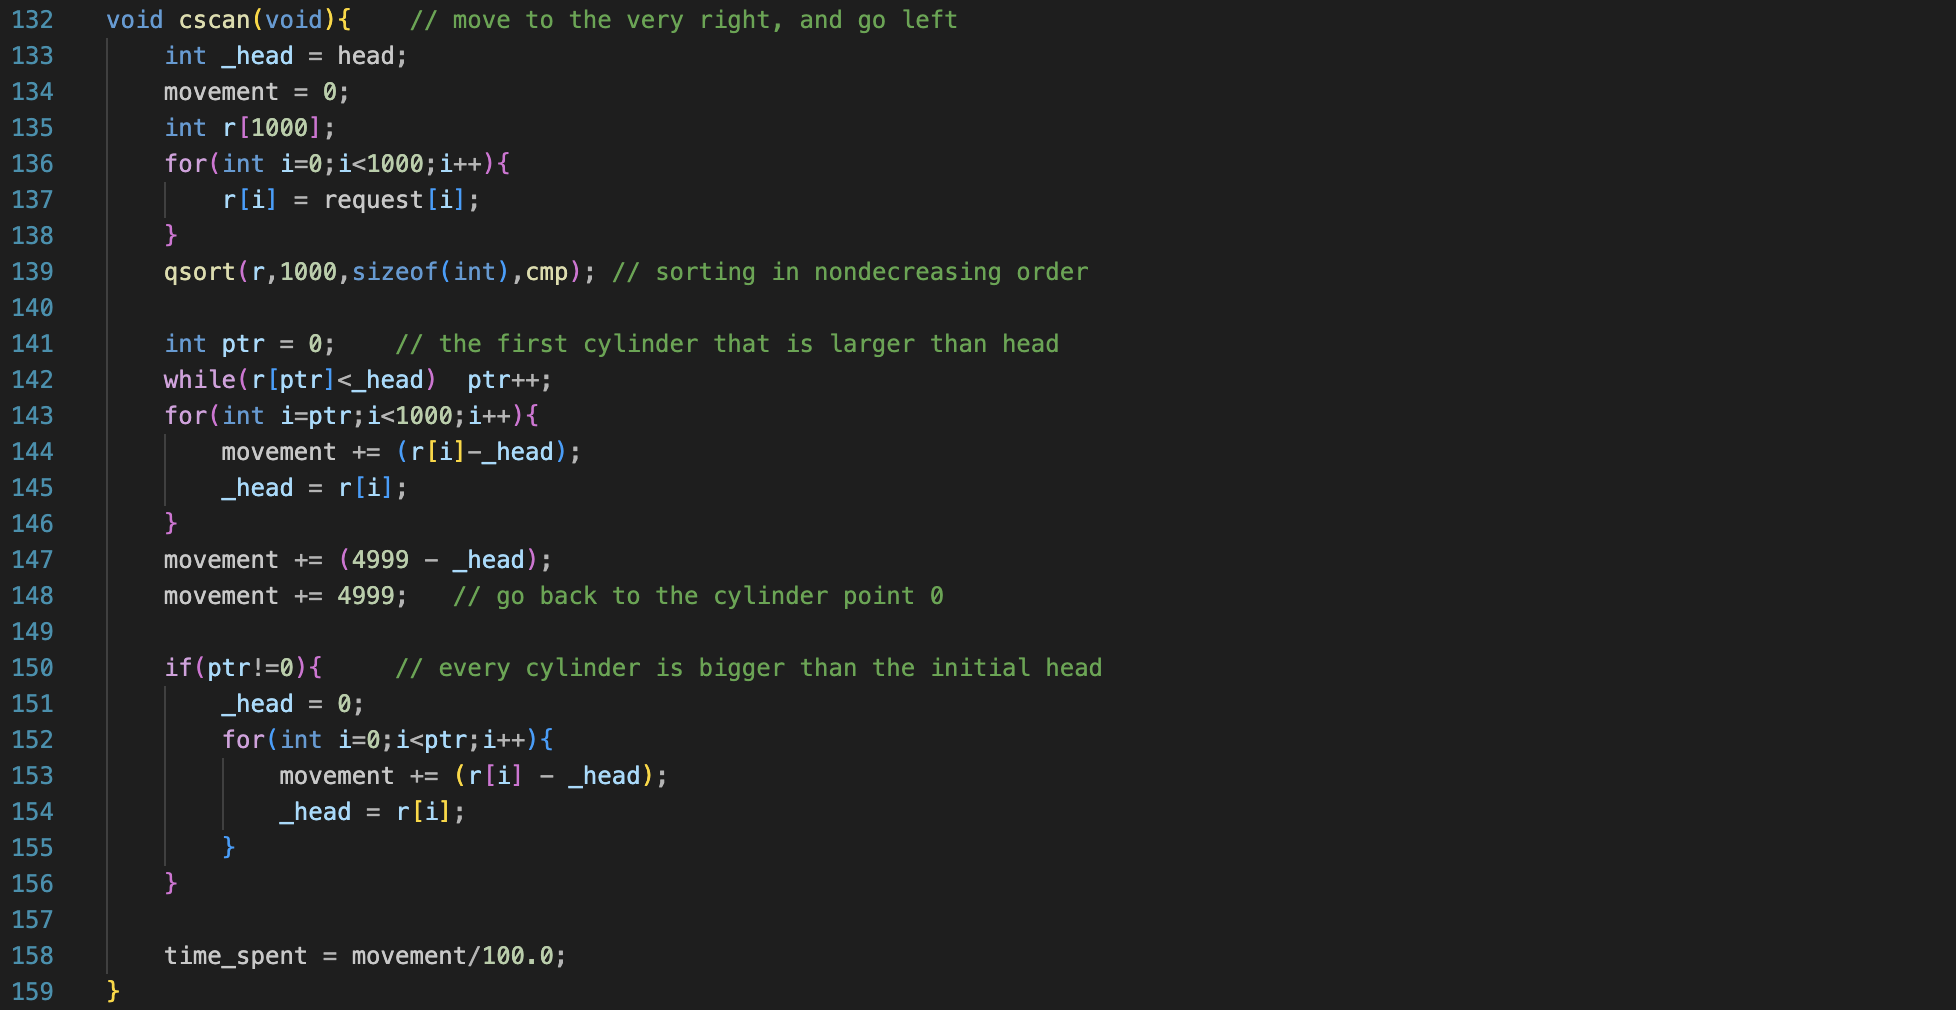 132 void cscan(void){    // move to the very right, and go left
133     int _head = head;
134     movement = 0;
135     int r[1000];
136     for(int i=0;i<1000;i++){
137         r[i] = request[i];
138     }
139     qsort(r,1000,sizeof(int),cmp); // sorting in nondecreasing order
140
141     int ptr = 0;    // the first cylinder that is larger than head
142     while(r[ptr]<_head)  ptr++;
143     for(int i=ptr;i<1000;i++){
144         movement += (r[i]-_head);
145         _head = r[i];
146     }
147     movement += (4999 - _head);
148     movement += 4999;   // go back to the cylinder point 0
149
150     if(ptr!=0){     // every cylinder is bigger than the initial head
151         _head = 0;
152         for(int i=0;i<ptr;i++){
153             movement += (r[i] - _head);
154             _head = r[i];
155         }
156     }
157
158     time_spent = movement/100.0;
159 }